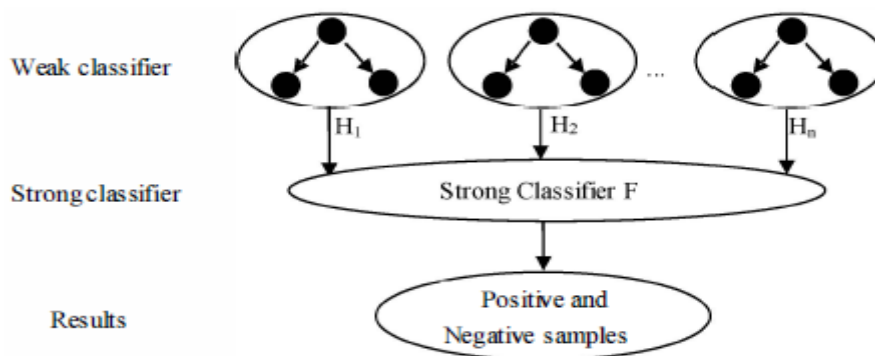 Weak classifier
...
H1
H2
Hn
Strong classifier
Strong Classifier F
Results
Positive and
Negative samples